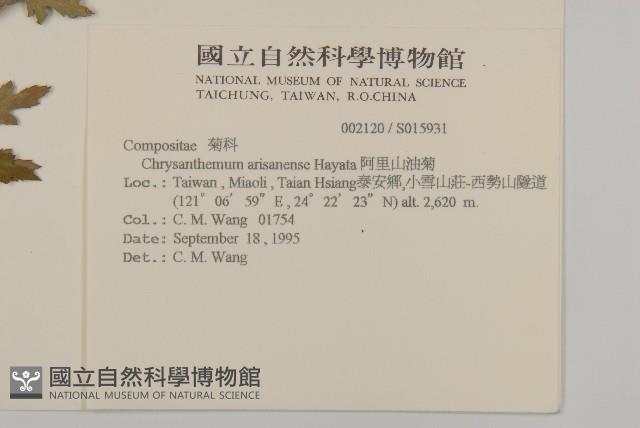 國立自然科學博物館
NATIONAL MUSEUM OF NATURAL SCIENCE
TAICHUNG, TAIWAN, R.O.CHINA
002120 / S015931
Compositae 菊科
Chrysanthemum arisanense Hayata 阿里山油菊
Loc.: Taiwan , Miaoli , Taian Hsiang泰安鄉,小雪山莊-西勢山隧道
(121° 06′ 59″ E , 24° 22′ 23″ N) alt. 2,620 m.
Col.: C. M. Wang 01754
Date: September 18 , 1995
Det.: C. M. Wang
國立自然科學博物館
NATIONAL MUSEUM OF NATURAL SCIENCE